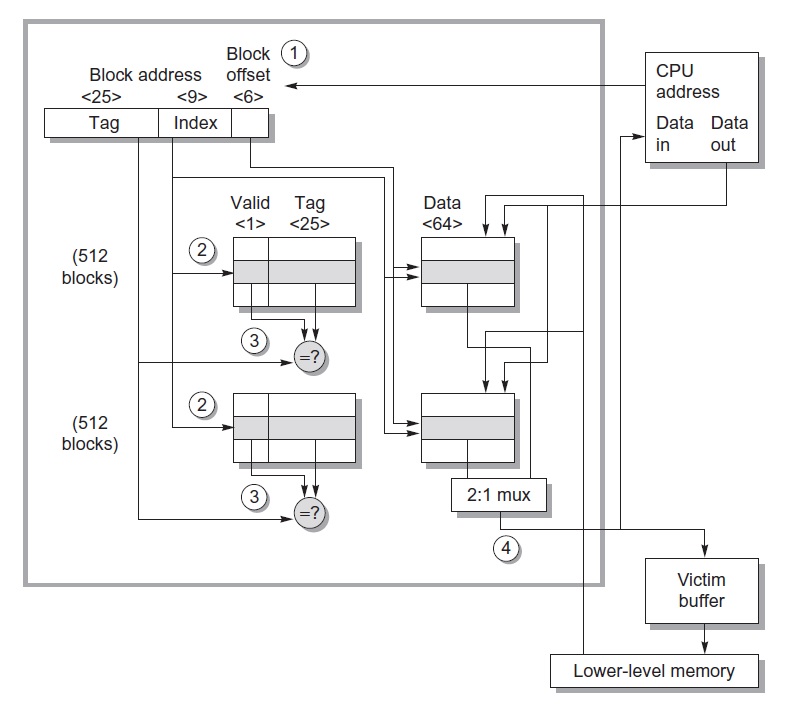 Block
offset
<6>
1
Block address
<25>
<9>
Tag
Index
CPU
address
Data
in
Data
out
Valid
<1>
Tag
<25>
Data
<64>
(512
blocks)
2
3
=?
(512
blocks)
2
3
=?
2:1 mux
4
Victim
buffer
Lower-level memory